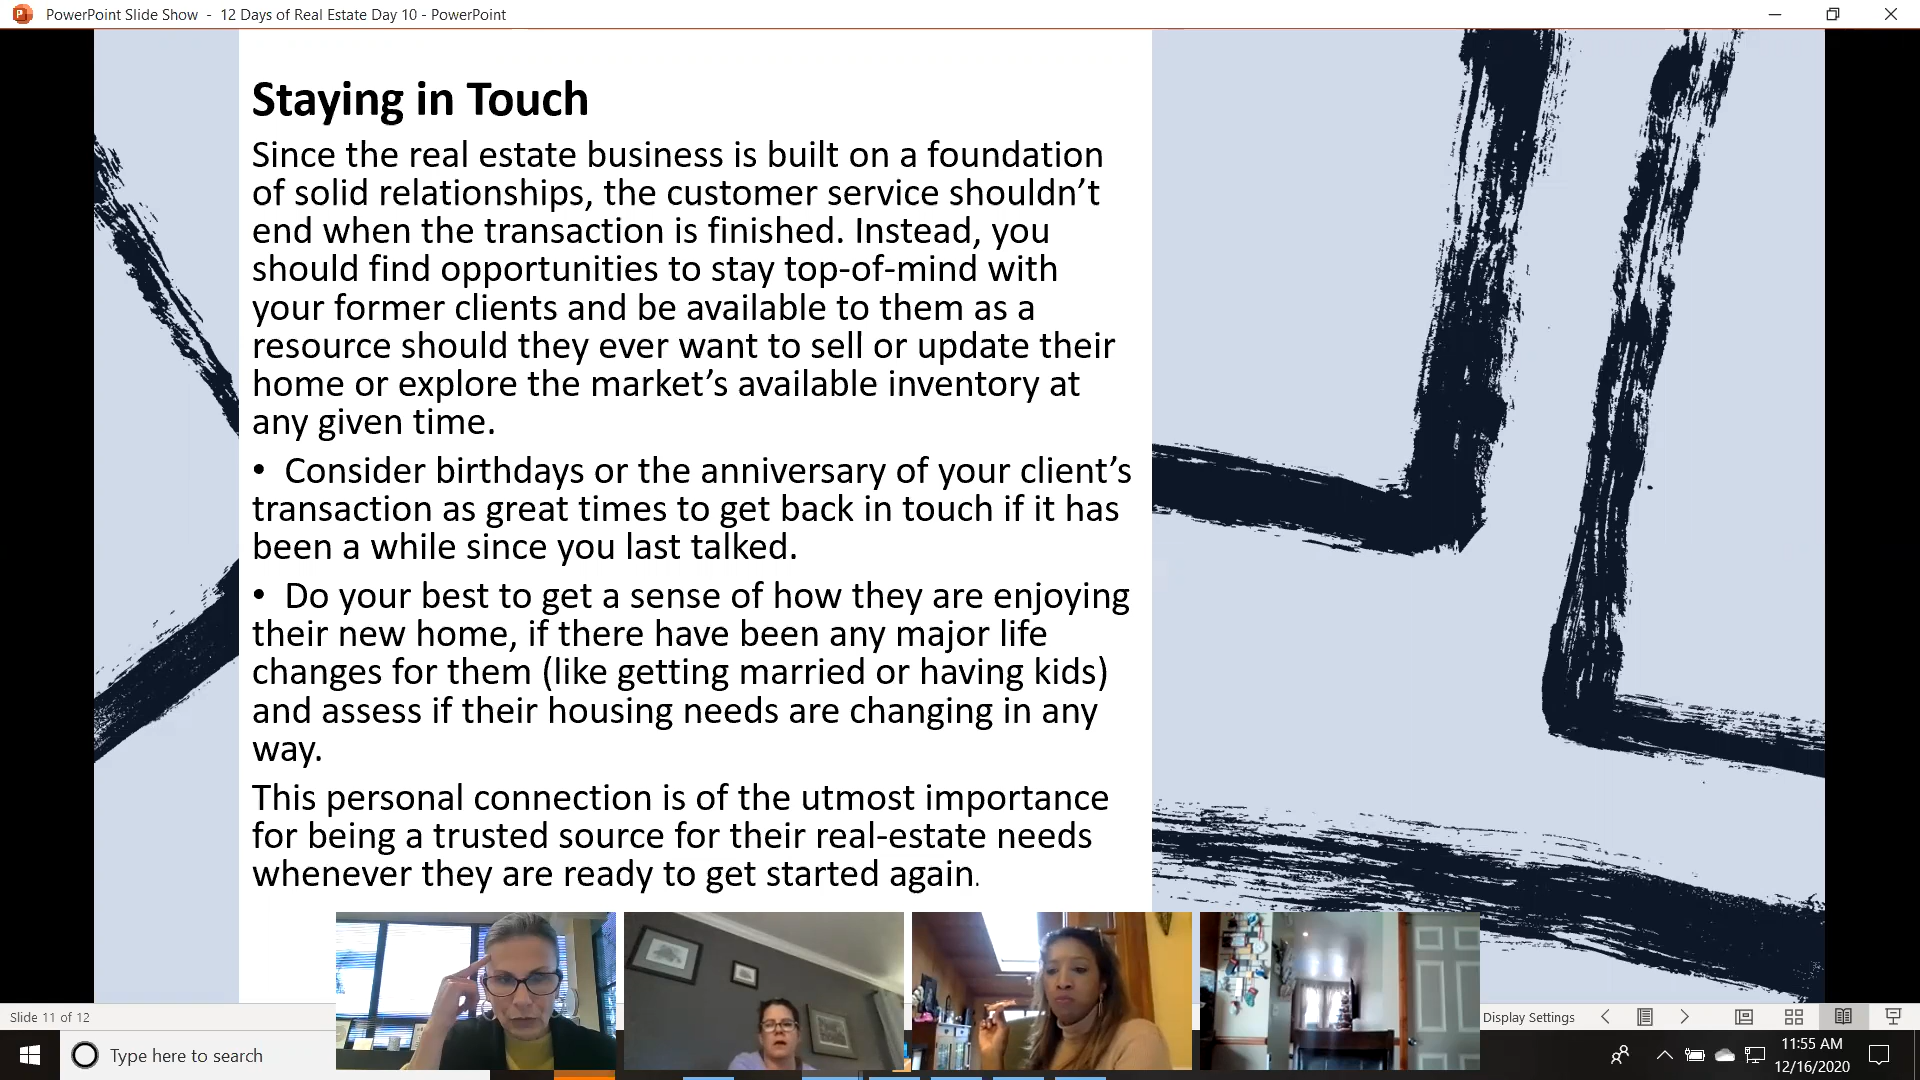 PowerPoint Slide Show - 12 Days of Real Estate Day 10 - PowerPoint
Staying in Touch
Since the real estate business is built on a foundation
of solid relationships, the customer service shouldn’t
end when the transaction is finished. Instead, you
should find opportunities to stay top-of-mind with
your former clients and be available to them as a
resource should they ever want to sell or update their
home or explore the market’s available inventory at
any given time.
• Consider birthdays or the anniversary of your client’s
transaction as great times to get back in touch if it has
been a while since you last talked.
• Do your best to get a sense of how they are enjoying
their new home, if there have been any major life
changes for them (like getting married or having kids)
and assess if their housing needs are changing in any
way.
This personal connection is of the utmost importance
for being a trusted source for their real-estate needs
whenever they are ready to get started again.
Slide 11 of 12
Display Settings
Type here to search
11:55 AM
12/16/2020